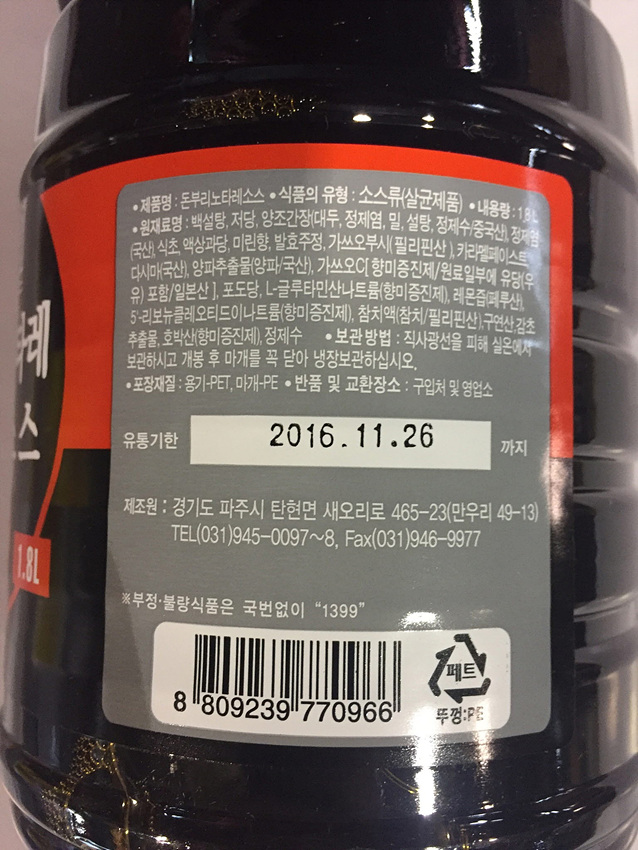 • 제품명 : 돈부리노타레소스 • 식품의 유형 : 소스류(살균제품) • 내용량 : 1.8 L
• 원재료명 : 백설탕, 저당, 양조간장(대두, 정제염, 밀, 설탕, 정제수/중국산), 정제염
(국산), 식초, 액상과당, 미린향, 발효주정, 가쓰오부시(필리핀산), 카라멜페이스트,
다시마(국산), 양파추출물(양파/국산), 가쓰오C[향미증진제/원료일부에 유당(우
유) 포함/일본산], 포도당, L-글루타민산나트륨(향미증진제), 레몬즙(페루산),
5'-리보뉴클레오티드이나트륨(향미증진제), 참치액(참치/필리핀산),구연산,감초
추출물, 호박산(향미증진제), 정제수 • 보관방법 : 직사광선을 피해 실온에서
보관하시고 개봉 후 마개를 꼭 닫아 냉장보관하십시오.
• 포장재질 : 용기-PET, 마개-PE • 반품 및 교환장소 : 구입처 및 영업소
유통기한 2016.11.26 까지
제조원 : 경기도 파주시 탄현면 새오리로 465-23(만우리 49-13)
TEL(031)945-0097~8, Fax(031)946-9977
※부정·불량식품은 국번없이 "1399"
8 809239 770966
페트
뚜껑:PE
타레
소스
1.8L